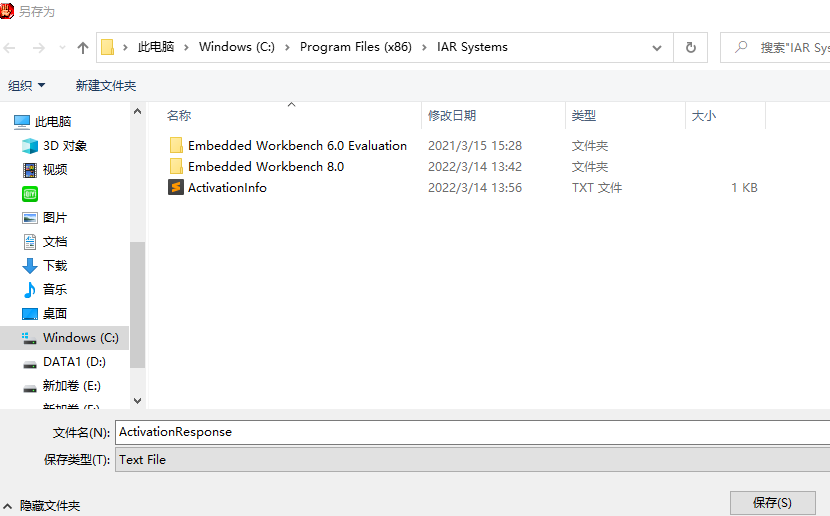 另存为
此电脑 Windows (C:) Program Files (x86) IAR Systems 搜索"IAR Sys
组织 新建文件夹
名称 修改日期 类型 大小
Embedded Workbench 6.0 Evaluation 2021/3/15 15:28 文件夹
Embedded Workbench 8.0 2022/3/14 13:42 文件夹
ActivationInfo 2022/3/14 13:56 TXT 文件 1 KB
此电脑
3D 对象
视频
图片
文档
下载
音乐
桌面
Windows (C:)
DATA1 (D:)
新加卷 (E:)
新加卷 (F:)
文件名(N): ActivationResponse
保存类型(T): Text File
隐藏文件夹 保存(S)